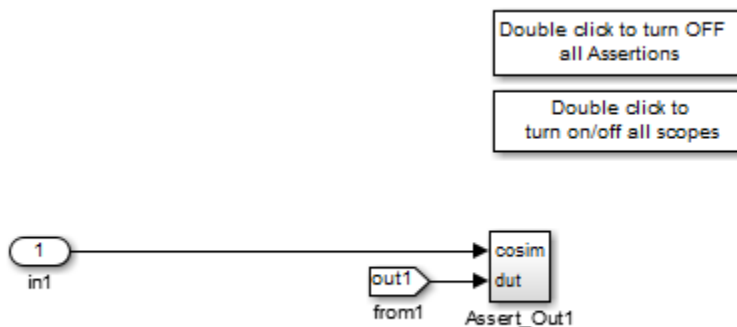 Double click to turn OFF
all Assertions
Double click to
turn on/off all scopes
1
in1
out1
from1
cosim
dut
Assert_Out1